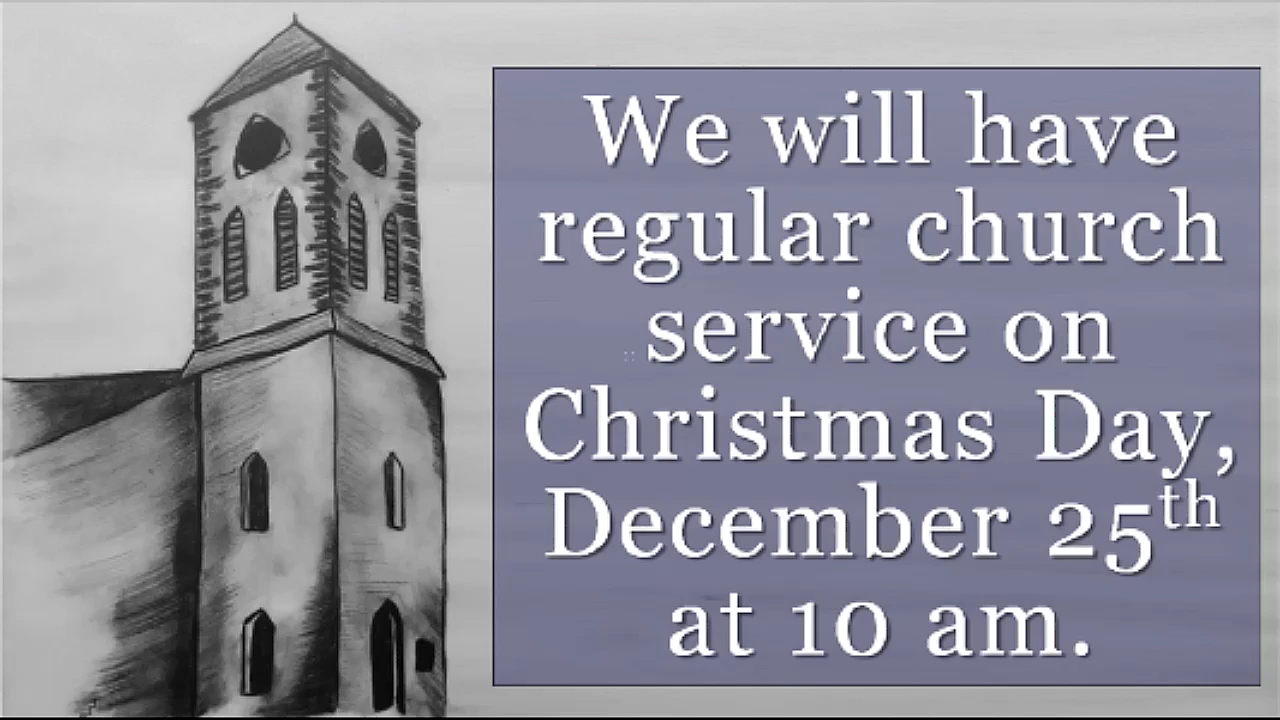 We will have
regular church
service on
Christmas Day,
December 25th
at 10 am.